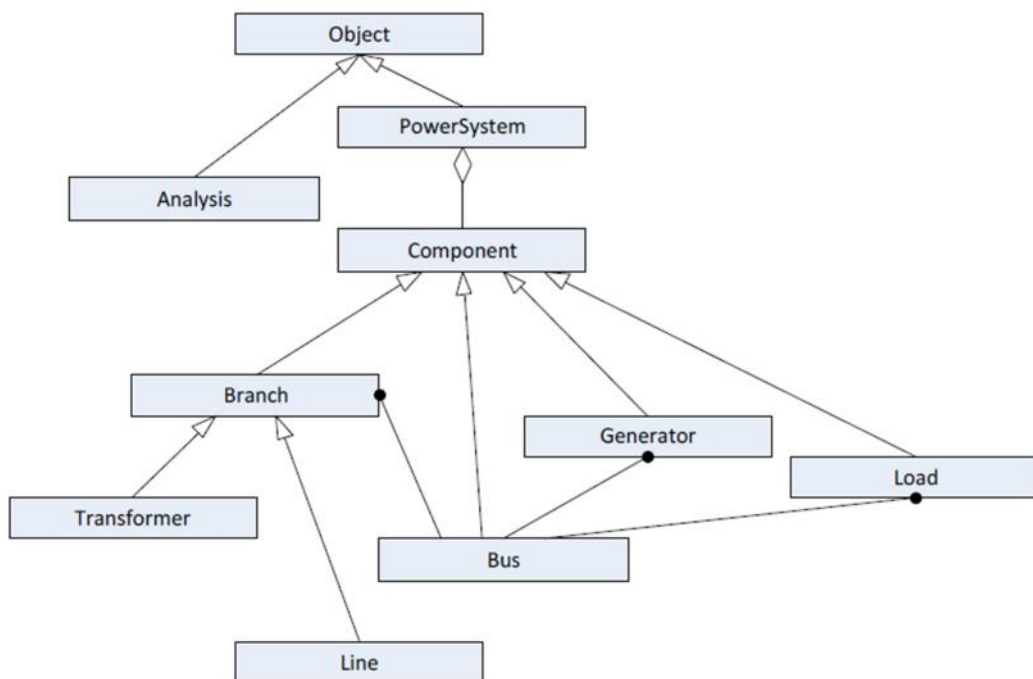 Object
PowerSystem
Analysis
Component
Branch
Generator
Load
Transformer
Bus
Line